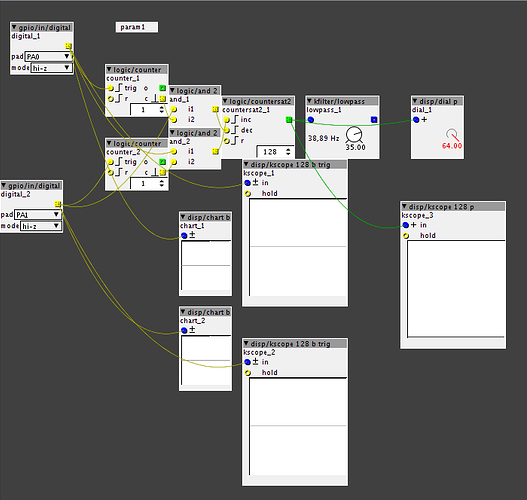 ▼ gpio/in/digital
digital_1
pad ▼ PA0
mode hi-z ▼
param1
▼ logic/counter
counter_1
trig o
r c
1
▼ logic/and 2
and_1
i1
i2
▼ logic/counter
counter_2
trig o
r c
1
▼ logic/and 2
and_2
i1
i2
▼ logic/countersat2
countersat2_1
inc
dec
r
128
▼ kfilter/lowpass
lowpass_1
38,89 Hz
35.00
▼ disp/dial p
dial_1
+
64.00
▼ gpio/in/digital
digital_2
pad ▼ PA1
mode hi-z ▼
▼ disp/kscope 128 b trig
kscope_1
± in
hold
▼ disp/chart b
chart_1
±
▼ disp/kscope 128 p
kscope_3
+ in
hold
▼ disp/chart b
chart_2
±
▼ disp/kscope 128 b trig
kscope_2
± in
hold